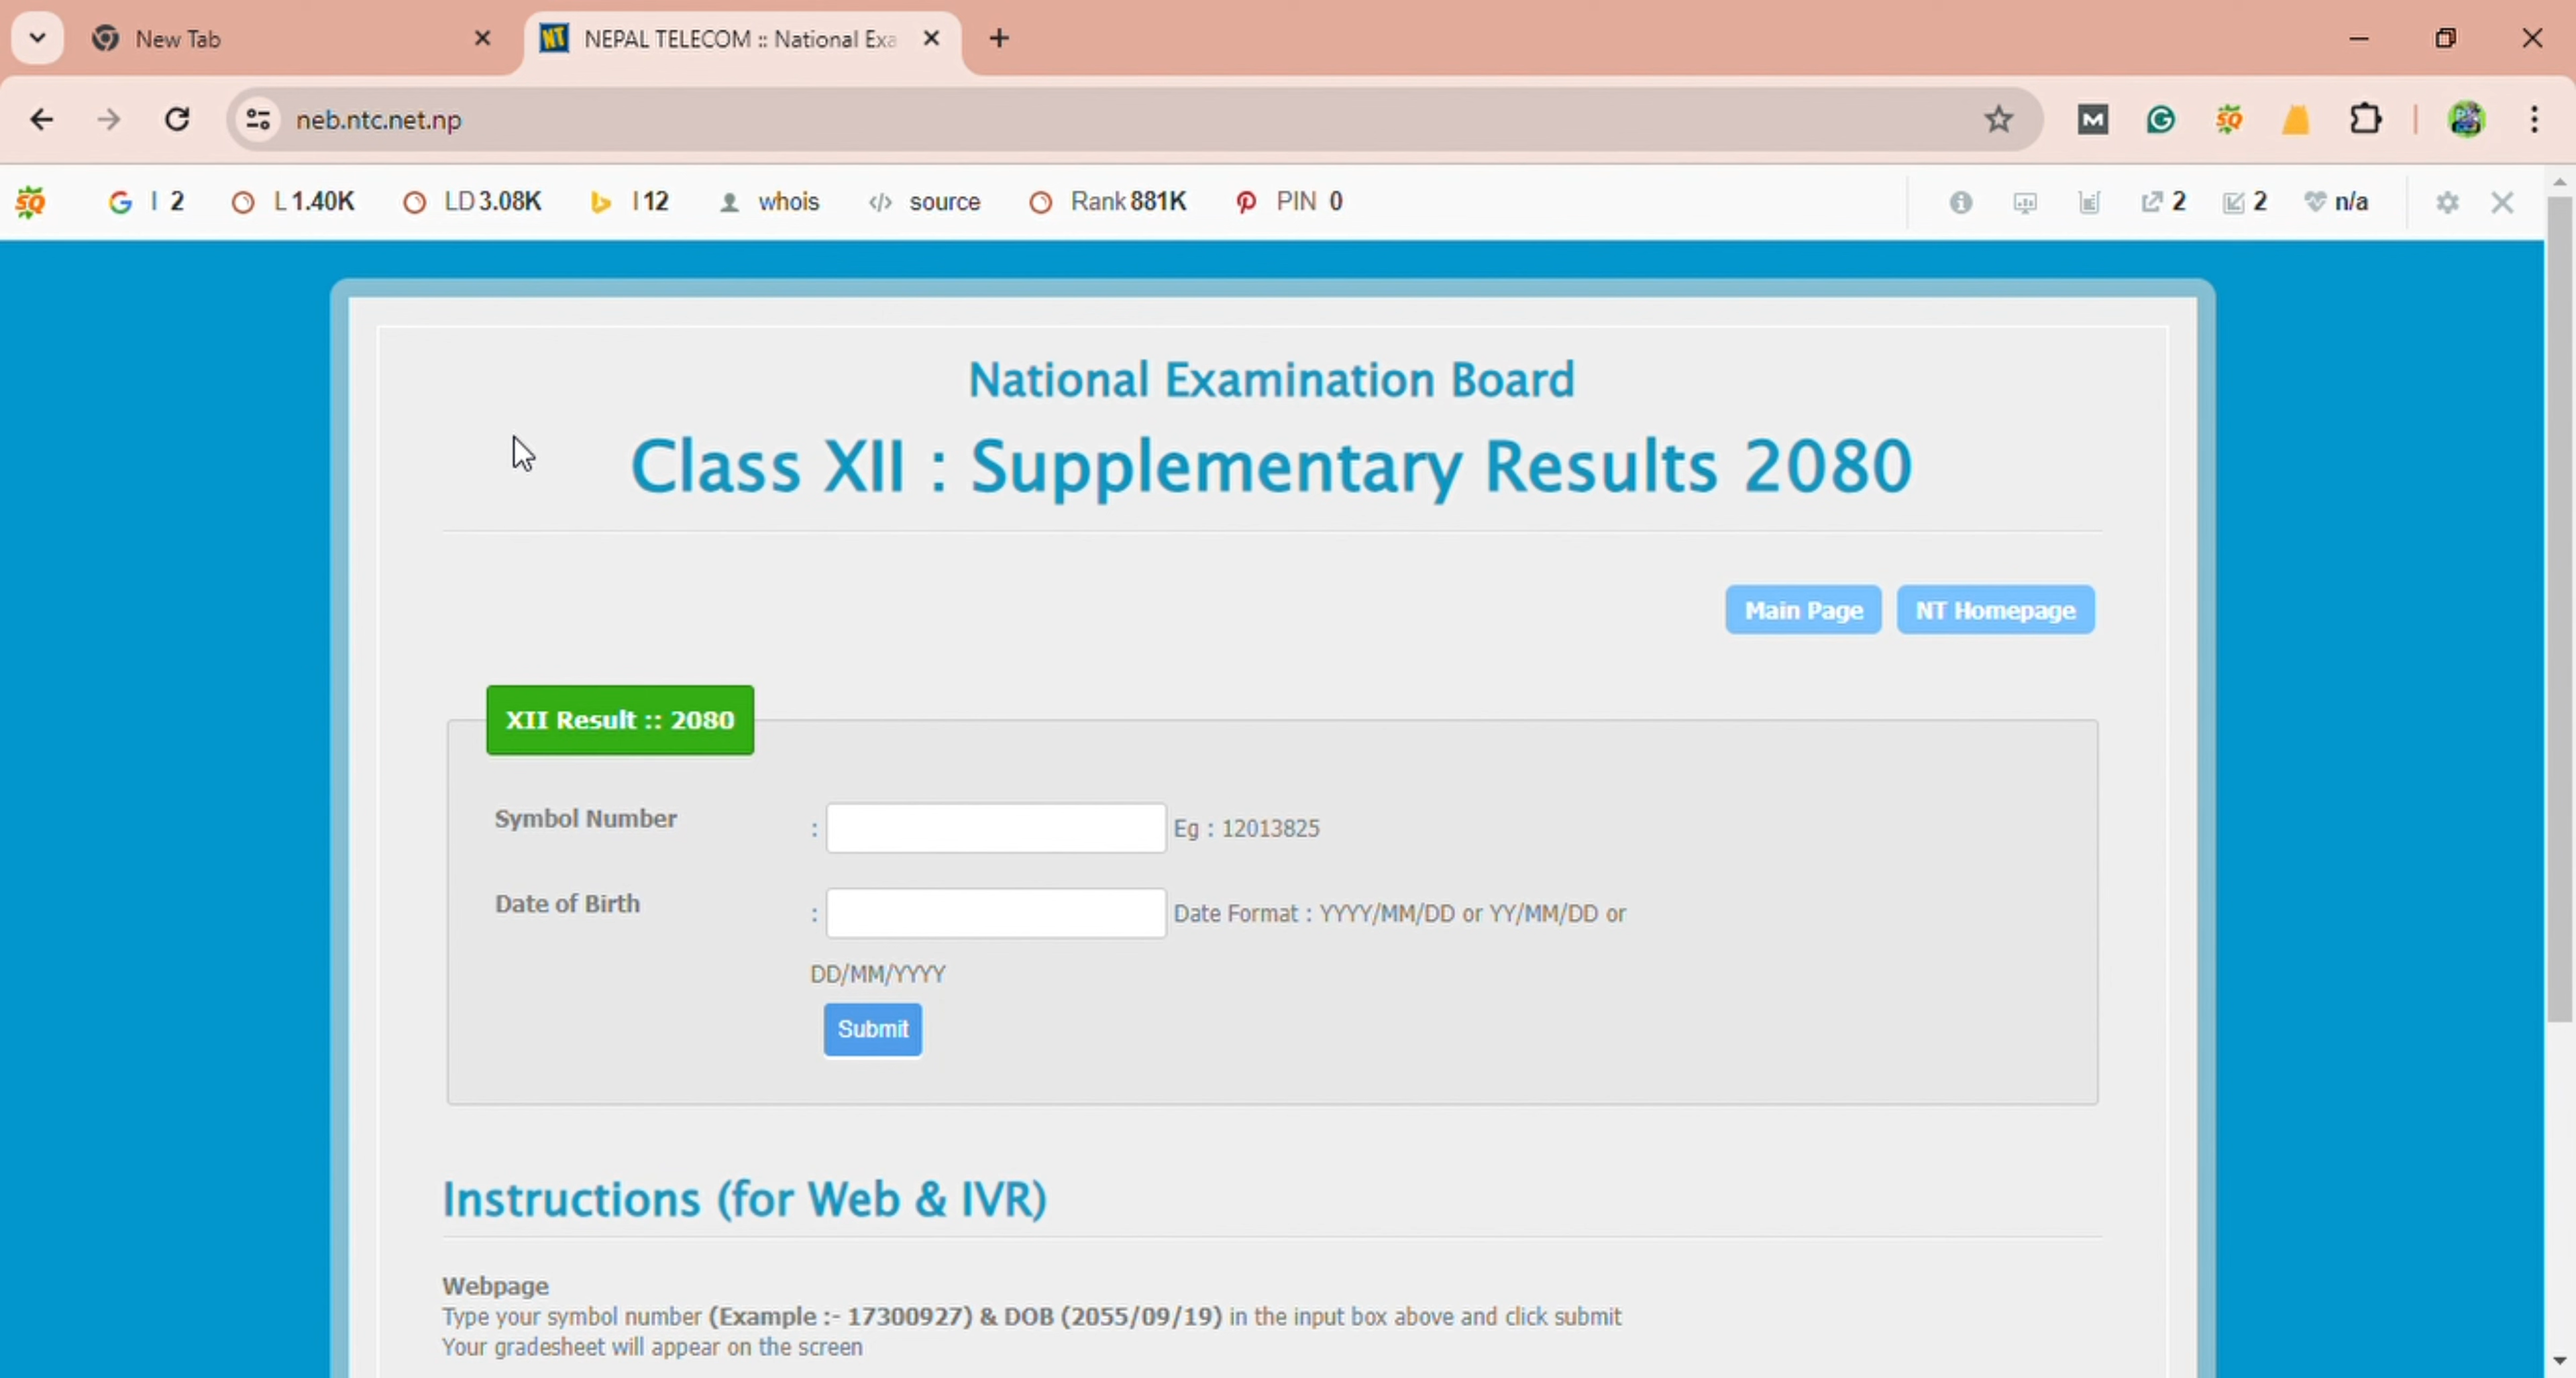 New Tab
NEPAL TELECOM :: National Exa
neb.ntc.net.np
I 2 L 1.40K LD 3.08K I 12 whois source Rank 881K PIN 0 2 2 n/a
National Examination Board
Class XII : Supplementary Results 2080
Main Page NT Homepage
XII Result :: 2080
Symbol Number : Eg : 12013825
Date of Birth : Date Format : YYYY/MM/DD or YY/MM/DD or
DD/MM/YYYY
Submit
Instructions (for Web & IVR)
Webpage
Type your symbol number (Example :- 17300927) & DOB (2055/09/19) in the input box above and click submit
Your gradesheet will appear on the screen